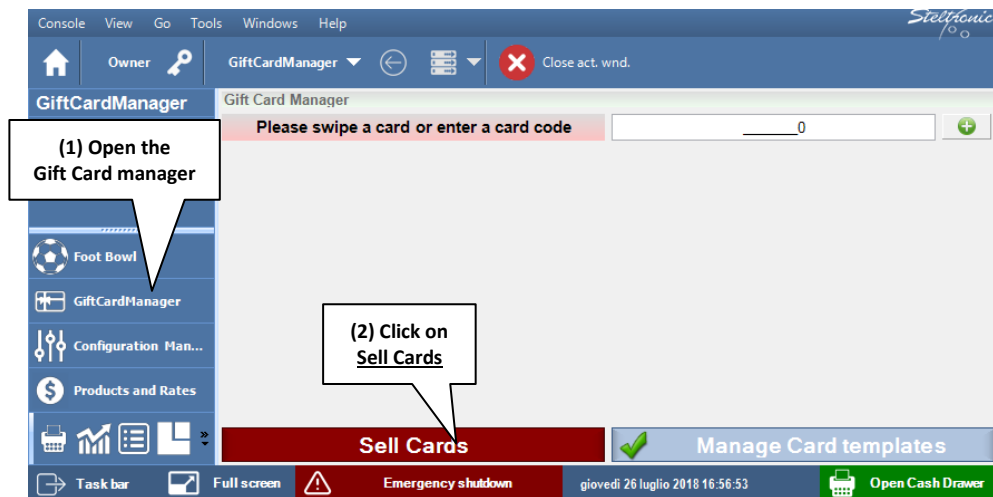 Console View Go Tools Windows Help
Steltronic
Owner GiftCardManager Close act. wnd.
GiftCardManager
Gift Card Manager
Please swipe a card or enter a card code
______0
(1) Open the
Gift Card manager
Foot Bowl
GiftCardManager
(2) Click on
Sell Cards
Configuration Man...
Products and Rates
Sell Cards
Manage Card templates
Task bar Full screen Emergency shutdown giovedì 26 luglio 2018 16:56:53 Open Cash Drawer